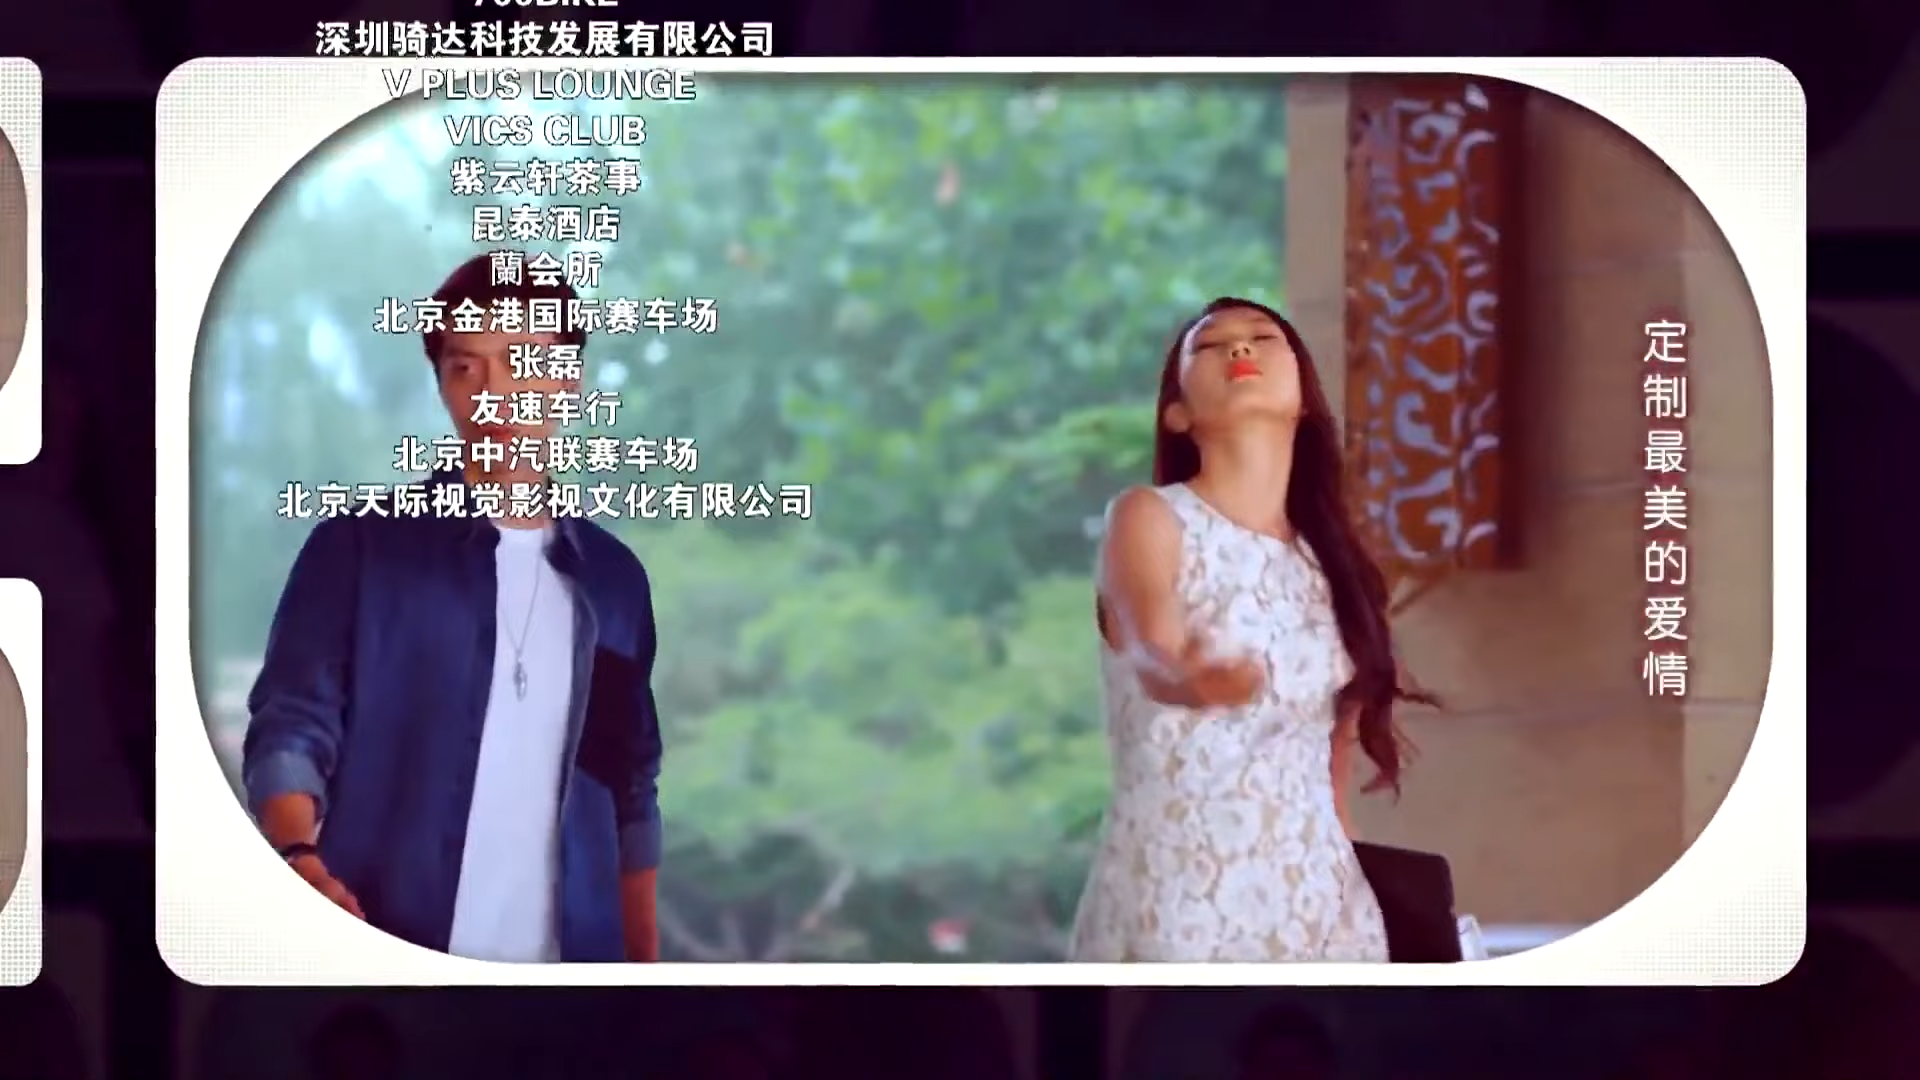 700BIKE
深圳骑达科技发展有限公司
V PLUS LOUNGE
VICS CLUB
紫云轩茶事
昆泰酒店
蘭会所
北京金港国际赛车场
张磊
友速车行
北京中汽联赛车场
北京天际视觉影视文化有限公司
定制最美的爱情